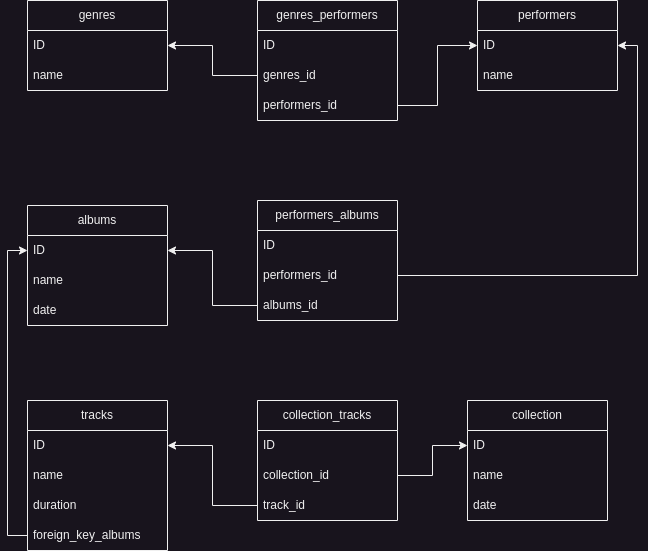 genres
ID
name
genres_performers
ID
genres_id
performers_id
performers
ID
name
albums
ID
name
date
performers_albums
ID
performers_id
albums_id
tracks
ID
name
duration
foreign_key_albums
collection_tracks
ID
collection_id
track_id
collection
ID
name
date